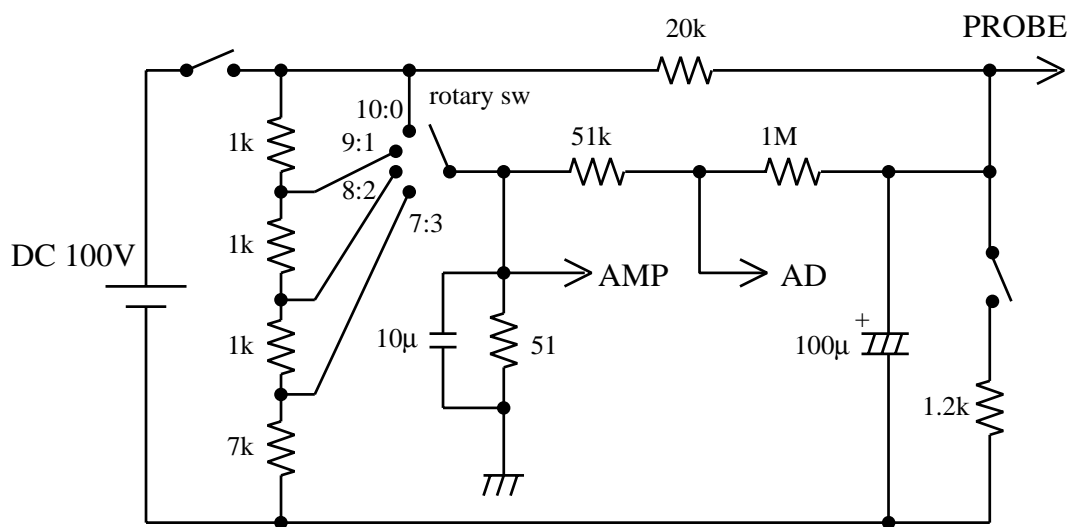 PROBE
20k
rotary sw
10:0
1k
9:1
51k
1M
8:2
7:3
1k
DC 100V
AMP
AD
+
10μ
51
100μ
1k
1.2k
7k